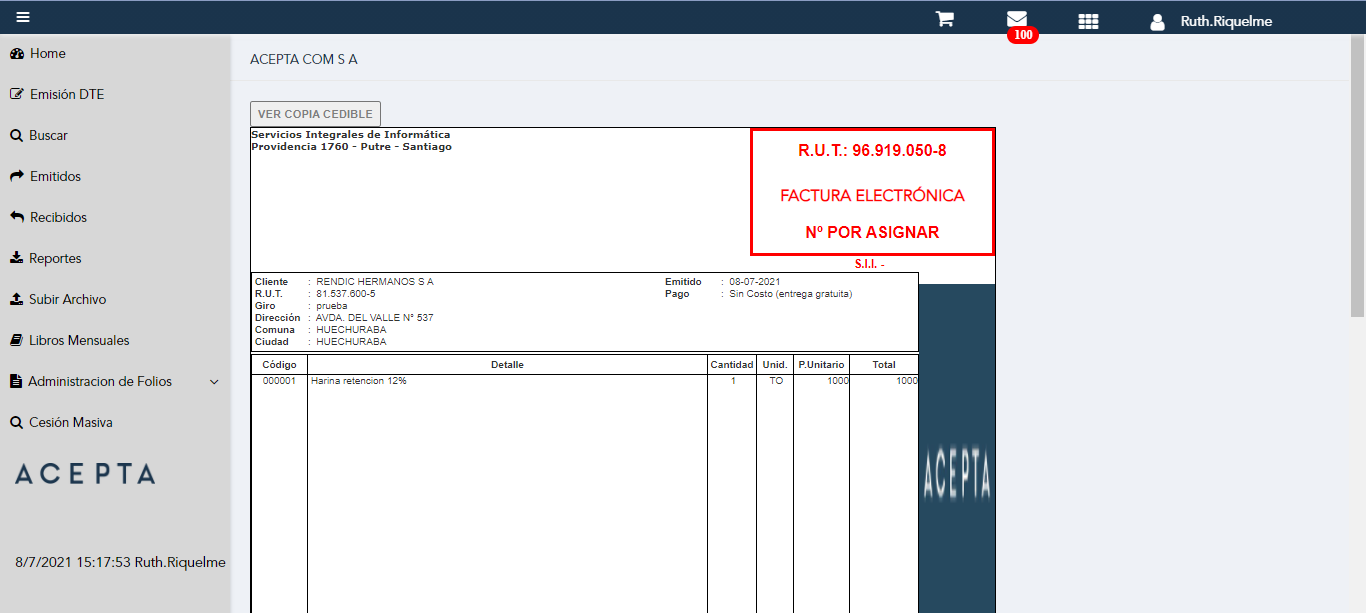 Ruth.Riquelme
100
Home
Emisión DTE
Buscar
Emitidos
Recibidos
Reportes
Subir Archivo
Libros Mensuales
Administracion de Folios
Cesión Masiva
ACEPTA
8/7/2021 15:17:53 Ruth.Riquelme
ACEPTA COM S A
VER COPIA CEDIBLE
Servicios Integrales de Informática
Providencia 1760 - Putre - Santiago
R.U.T.: 96.919.050-8
FACTURA ELECTRÓNICA
Nº POR ASIGNAR
S.I.I. -
Cliente : RENDIC HERMANOS S A Emitido : 08-07-2021
R.U.T. : 81.537.600-5 Pago : Sin Costo (entrega gratuita)
Giro : prueba
Dirección : AVDA. DEL VALLE N° 537
Comuna : HUECHURABA
Ciudad : HUECHURABA
Código Detalle Cantidad Unid. P.Unitario Total
000001 Harina retencion 12% 1 TO 1000 1000
ACEPTA